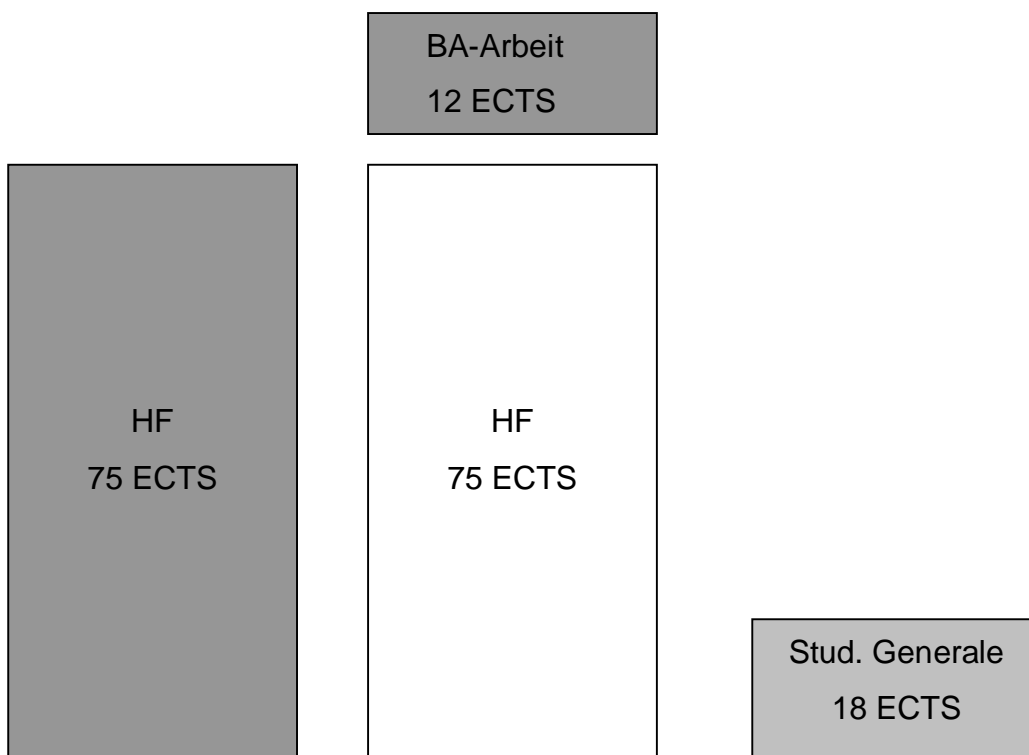 BA-Arbeit
12 ECTS
HF
75 ECTS
HF
75 ECTS
Stud. Generale
18 ECTS